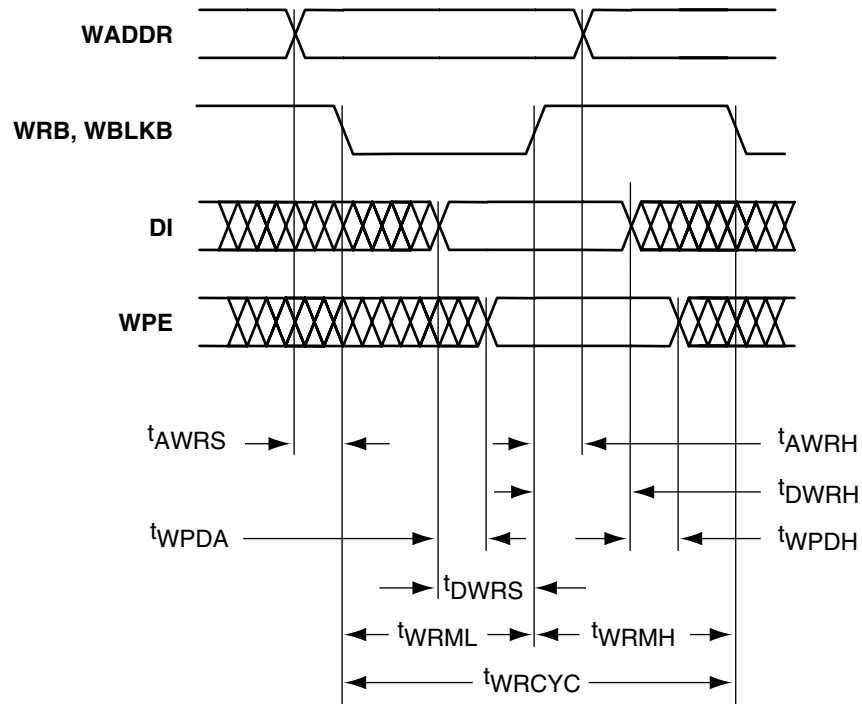 WADDR
WRB, WBLKB
DI
WPE
tAWRS
tAWRH
tDWRH
tWPDA
tWPDH
tDWRS
tWRML
tWRMH
tWRCYC